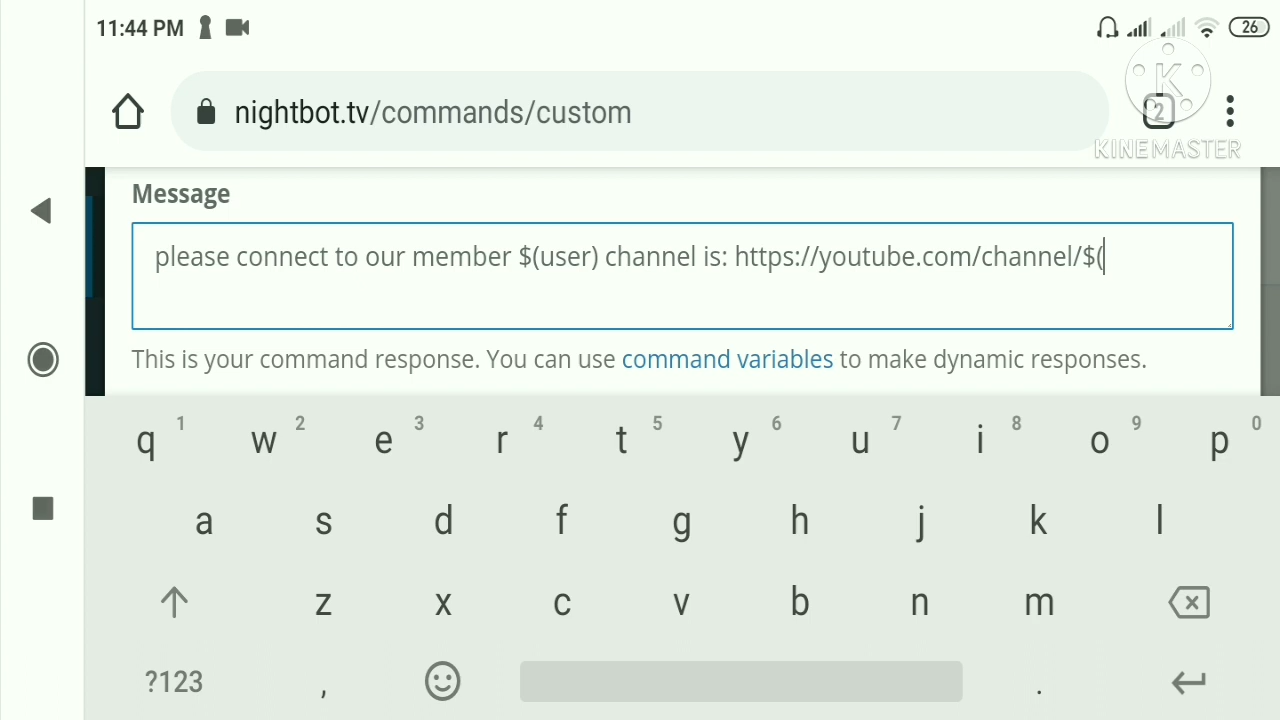 11:44 PM 26
nightbot.tv/commands/custom 2
K
KINEMASTER
Message
please connect to our member $(user) channel is: https://youtube.com/channel/$(
This is your command response. You can use command variables to make dynamic responses.
q 1 w 2 e 3 r 4 t 5 y 6 u 7 i 8 o 9 p 0
a s d f g h j k l
z x c v b n m
?123 , .